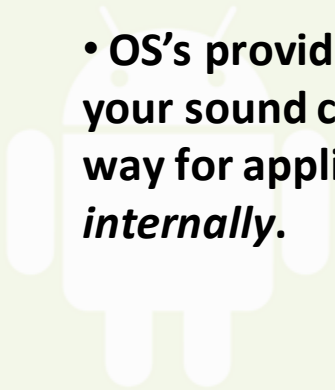 • OS’s provid
your sound c
way for appli
internally.